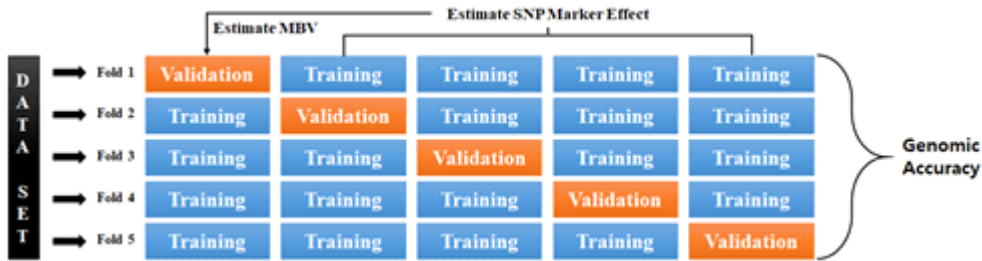 Estimate SNP Marker Effect
Estimate MBV
DATA SET
Fold 1 Validation Training Training Training Training
Fold 2 Training Validation Training Training Training
Fold 3 Training Training Validation Training Training
Fold 4 Training Training Training Validation Training
Fold 5 Training Training Training Training Validation
Genomic
Accuracy